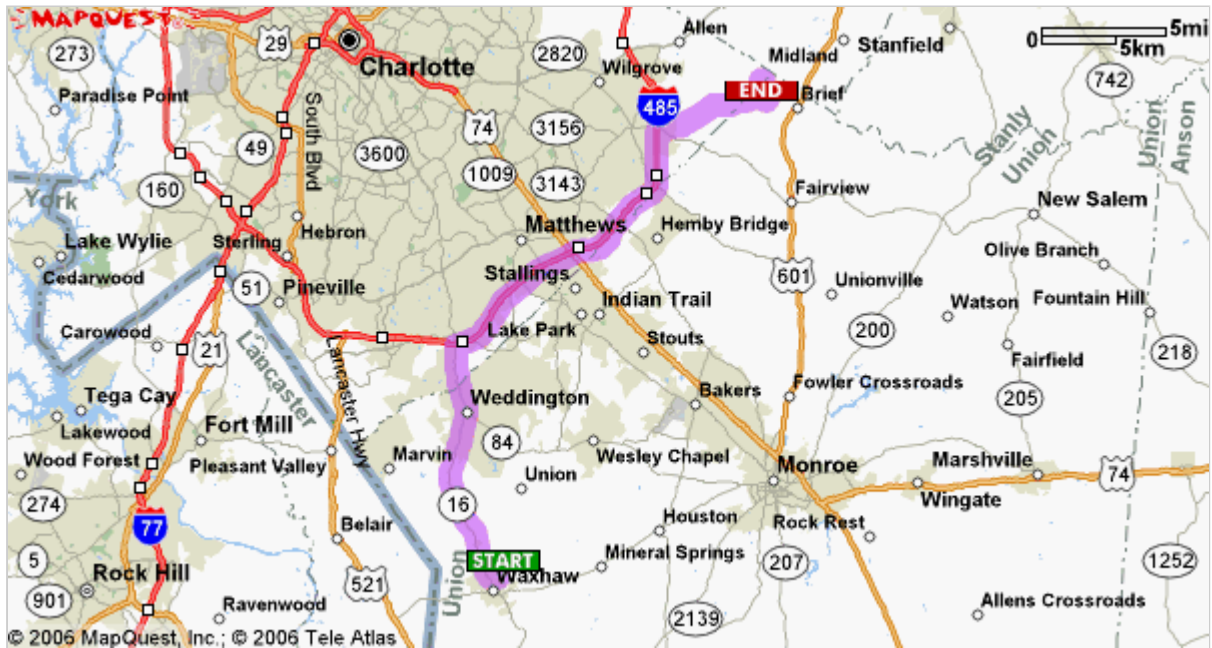 MAPQUEST
273
29
Charlotte
2820
Allen
Wilgrove
Midland
Stanfield
0
5mi
5km
742
Paradise Point
South Blvd
74
485
END
Brief
49
3600
3156
1009
3143
Stanly
Union
Union
Anson
160
York
Lake Wylie
Cedarwood
Sterling
Hebron
Matthews
Hemby Bridge
Fairview
New Salem
51
Pineville
Stallings
Indian Trail
601
Unionville
Olive Branch
Watson
Fountain Hill
Carowood
21
Lancaster
Lancaster Hwy
Lake Park
Stouts
200
Fairfield
218
Tega Cay
Lakewood
Fort Mill
Weddington
Bakers
Fowler Crossroads
205
Wood Forest
Pleasant Valley
Marvin
84
Wesley Chapel
Monroe
Marshville
74
274
77
Union
16
Wingate
Belair
Houston
Rock Rest
5
Rock Hill
901
521
Union
START
Waxhaw
Mineral Springs
207
1252
Ravenwood
2139
Allens Crossroads
© 2006 MapQuest, Inc.; © 2006 Tele Atlas